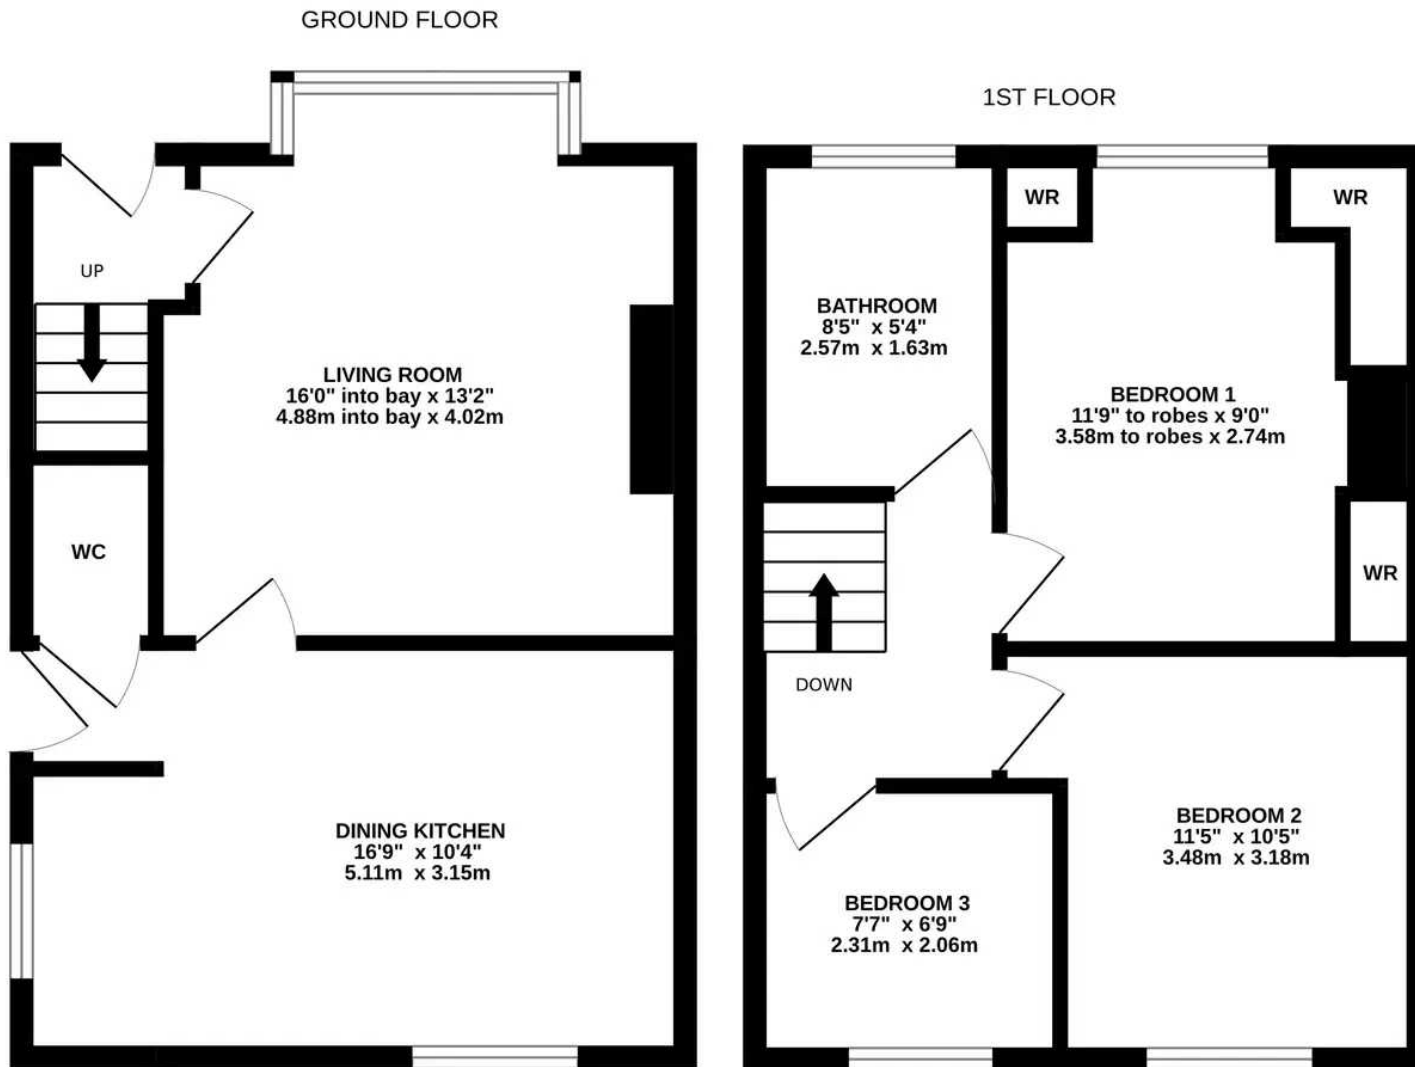 GROUND FLOOR
UP
LIVING ROOM
16'0" into bay x 13'2"
4.88m into bay x 4.02m
WC
DINING KITCHEN
16'9" x 10'4"
5.11m x 3.15m
1ST FLOOR
WR
WR
BATHROOM
8'5" x 5'4"
2.57m x 1.63m
BEDROOM 1
11'9" to robes x 9'0"
3.58m to robes x 2.74m
WR
DOWN
BEDROOM 2
11'5" x 10'5"
3.48m x 3.18m
BEDROOM 3
7'7" x 6'9"
2.31m x 2.06m